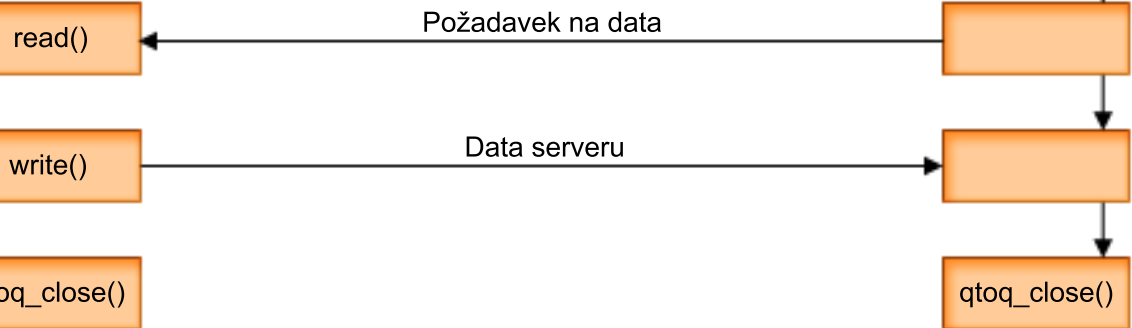 read()
Požadavek na data
write()
Data serveru
oq_close()
qtoq_close()